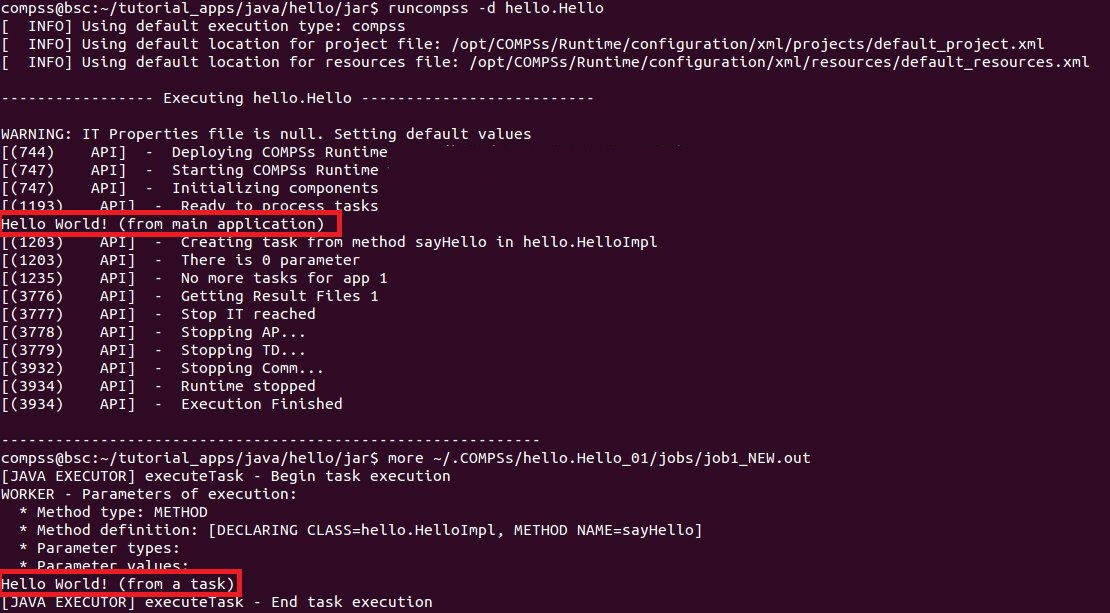 compss@bsc:~/tutorial_apps/java/hello/jar$ runcompss -d hello.Hello
[  INFO] Using default execution type: compss
[  INFO] Using default location for project file: /opt/COMPSs/Runtime/configuration/xml/projects/default_project.xml
[  INFO] Using default location for resources file: /opt/COMPSs/Runtime/configuration/xml/resources/default_resources.xml
----------------- Executing hello.Hello --------------------------
WARNING: IT Properties file is null. Setting default values
[(744)    API]  -  Deploying COMPSs Runtime
[(747)    API]  -  Starting COMPSs Runtime
[(747)    API]  -  Initializing components
[(1193)    API]  -  Ready to process tasks
Hello World! (from main application)
[(1203)    API]  -  Creating task from method sayHello in hello.HelloImpl
[(1203)    API]  -  There is 0 parameter
[(1235)    API]  -  No more tasks for app 1
[(3776)    API]  -  Getting Result Files 1
[(3777)    API]  -  Stop IT reached
[(3778)    API]  -  Stopping AP...
[(3779)    API]  -  Stopping TD...
[(3932)    API]  -  Stopping Comm...
[(3934)    API]  -  Runtime stopped
[(3934)    API]  -  Execution Finished
------------------------------------------------------------
compss@bsc:~/tutorial_apps/java/hello/jar$ more ~/.COMPSs/hello.Hello_01/jobs/job1_NEW.out
[JAVA EXECUTOR] executeTask - Begin task execution
WORKER - Parameters of execution:
  * Method type: METHOD
  * Method definition: [DECLARING CLASS=hello.HelloImpl, METHOD NAME=sayHello]
  * Parameter types:
  * Parameter values:
Hello World! (from a task)
[JAVA EXECUTOR] executeTask - End task execution